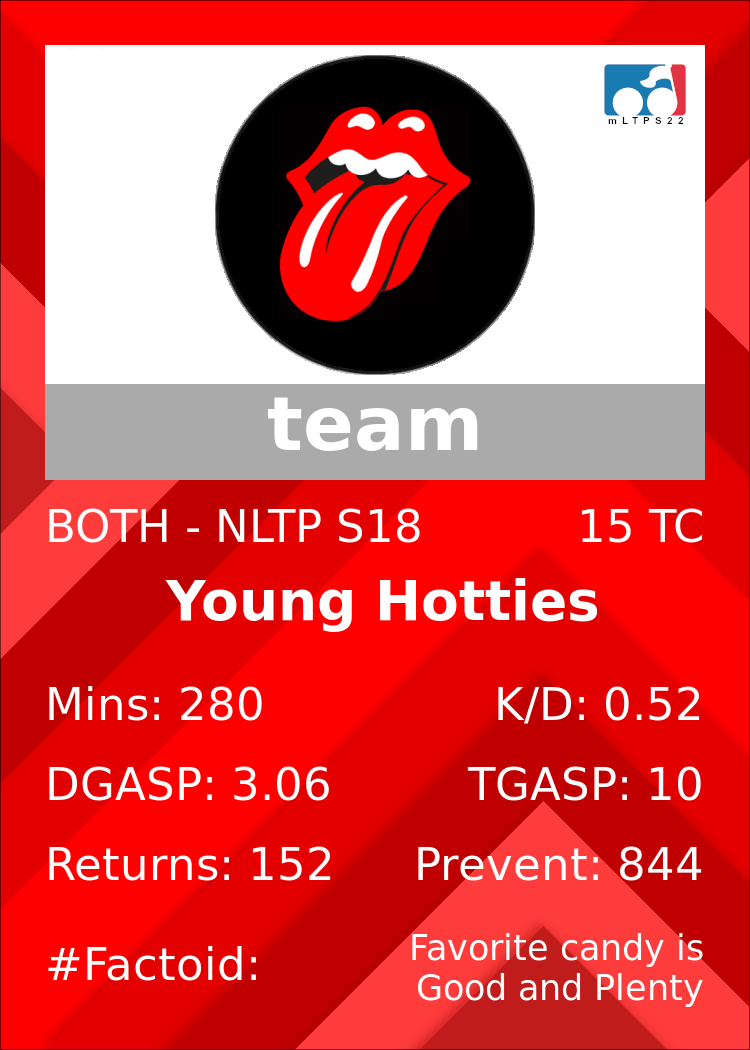 mLTPS22
team
BOTH - NLTP S18 15 TC
Young Hotties
Mins: 280 K/D: 0.52
DGASP: 3.06 TGASP: 10
Returns: 152 Prevent: 844
#Factoid: Favorite candy is
Good and Plenty